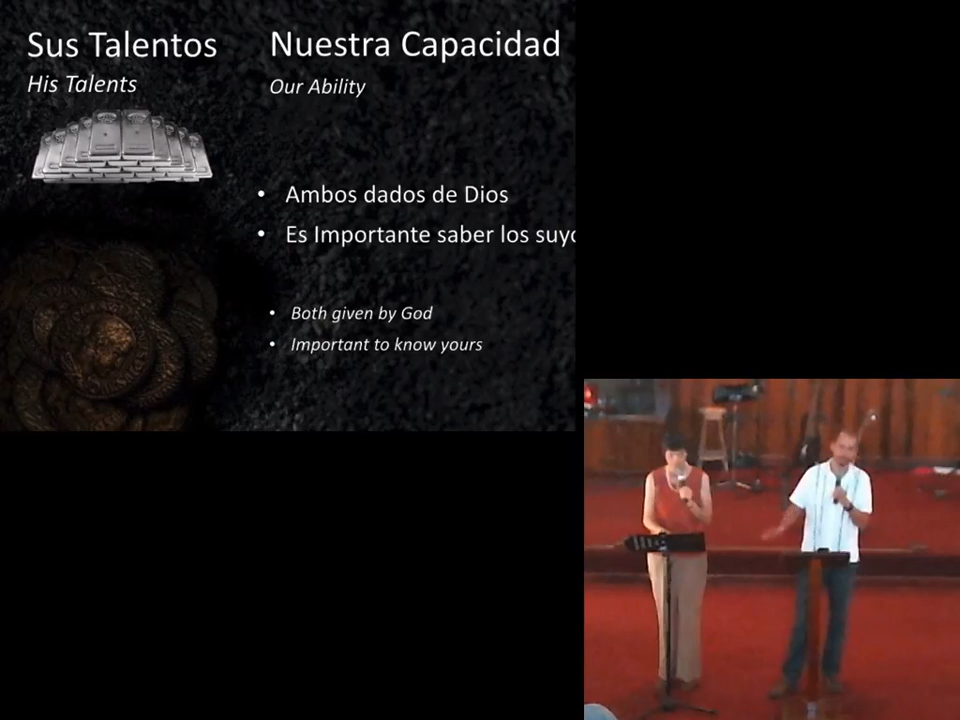 Sus Talentos
His Talents
Nuestra Capacidad
Our Ability
Ambos dados de Dios
Es Importante saber los
Both given by God
Important to know yours